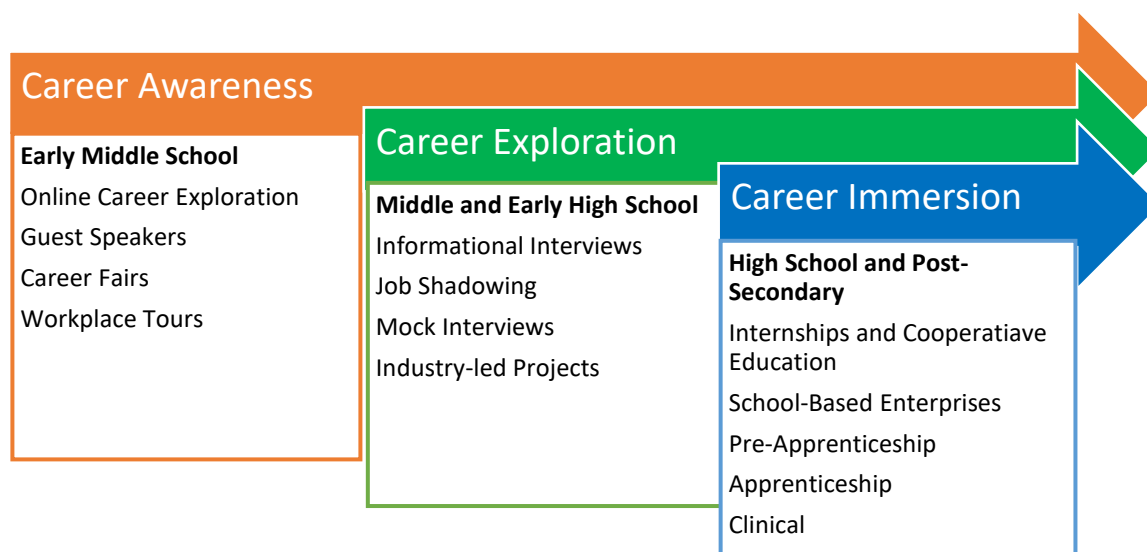 Career Awareness
Early Middle School
Online Career Exploration
Guest Speakers
Career Fairs
Workplace Tours
Career Exploration
Middle and Early High School
Informational Interviews
Job Shadowing
Mock Interviews
Industry-led Projects
Career Immersion
High School and Post-
Secondary
Internships and Cooperatiave
Education
School-Based Enterprises
Pre-Apprenticeship
Apprenticeship
Clinical